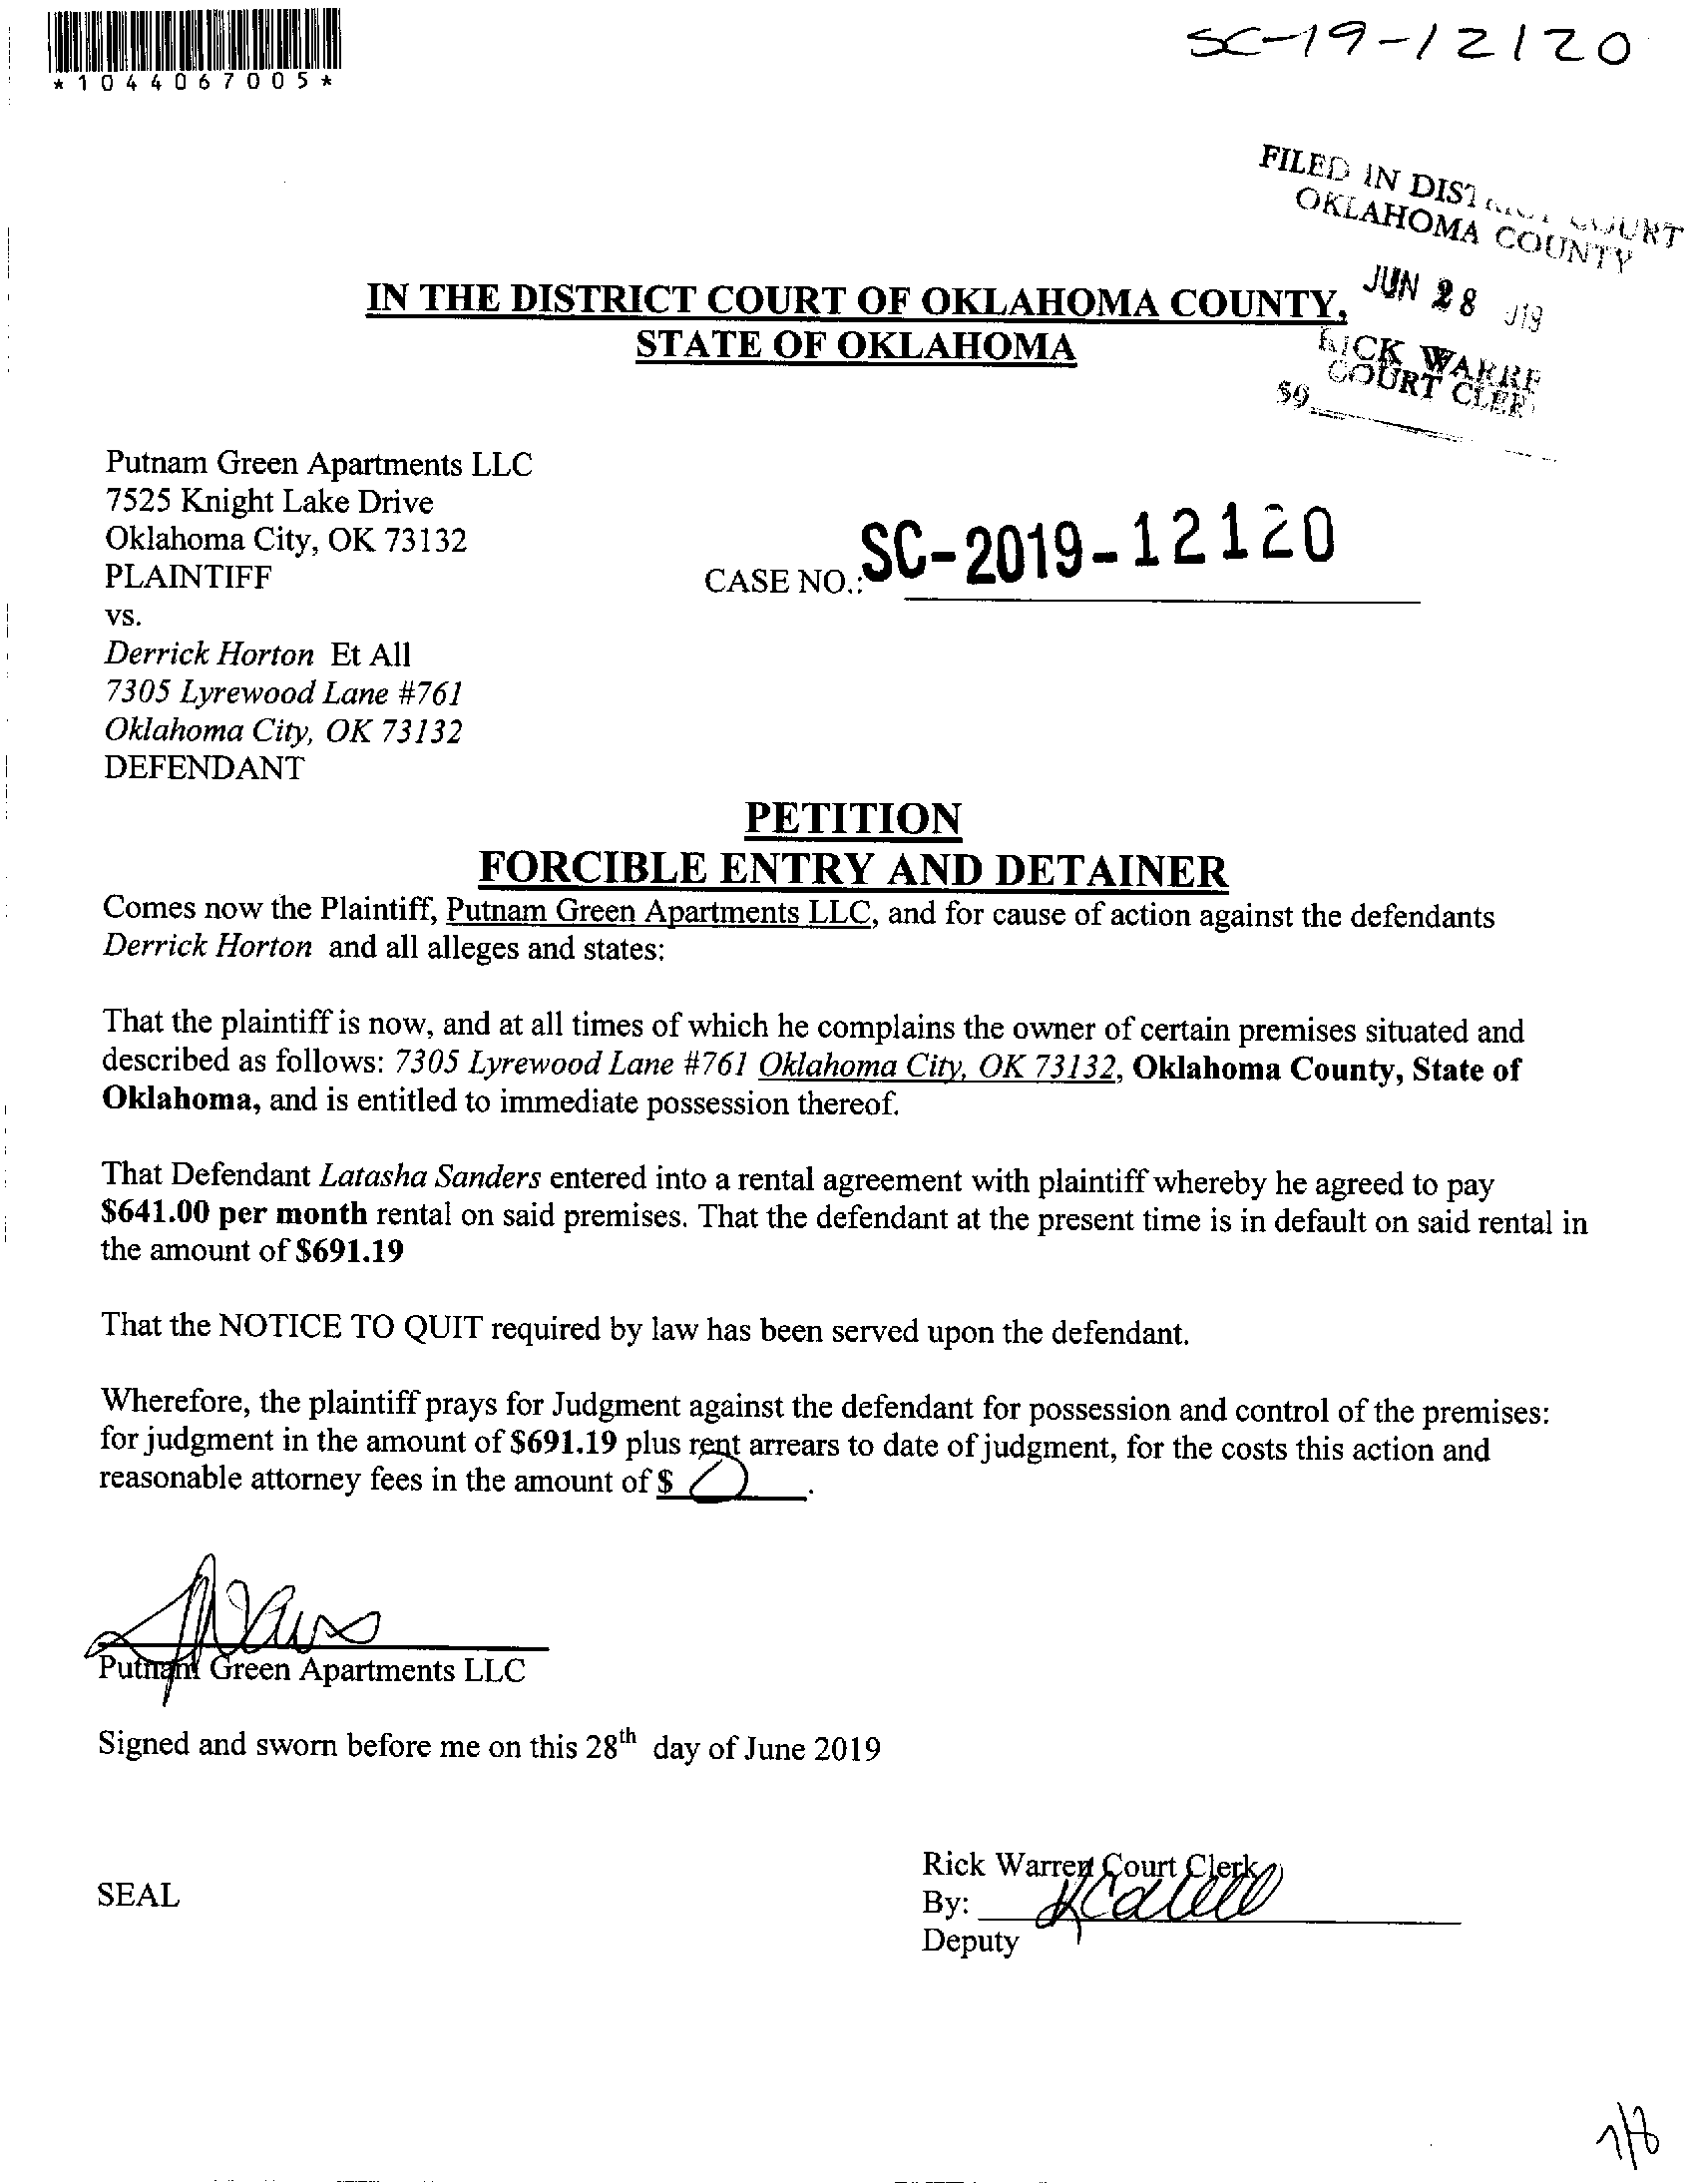 SC-19-12120
*1044067005*
FILED IN DISTRICT COURT
OKLAHOMA COUNTY
JUN 28
RICK WARRE
COURT CLER
59
IN THE DISTRICT COURT OF OKLAHOMA COUNTY,
STATE OF OKLAHOMA
Putnam Green Apartments LLC
7525 Knight Lake Drive
Oklahoma City, OK 73132
PLAINTIFF
CASE NO.: SC-2019-12120
vs.
Derrick Horton Et All
7305 Lyrewood Lane #761
Oklahoma City, OK 73132
DEFENDANT
PETITION
FORCIBLE ENTRY AND DETAINER
Comes now the Plaintiff, Putnam Green Apartments LLC, and for cause of action against the defendants
Derrick Horton and all alleges and states:
That the plaintiff is now, and at all times of which he complains the owner of certain premises situated and
described as follows: 7305 Lyrewood Lane #761 Oklahoma City, OK 73132, Oklahoma County, State of
Oklahoma, and is entitled to immediate possession thereof.
That Defendant Latasha Sanders entered into a rental agreement with plaintiff whereby he agreed to pay
$641.00 per month rental on said premises. That the defendant at the present time is in default on said rental in
the amount of $691.19
That the NOTICE TO QUIT required by law has been served upon the defendant.
Wherefore, the plaintiff prays for Judgment against the defendant for possession and control of the premises:
for judgment in the amount of $691.19 plus rent arrears to date of judgment, for the costs this action and
reasonable attorney fees in the amount of $ 0.
Putnam Green Apartments LLC
Signed and sworn before me on this 28th day of June 2019
Rick Warren Court Clerk
SEAL
By:
Deputy